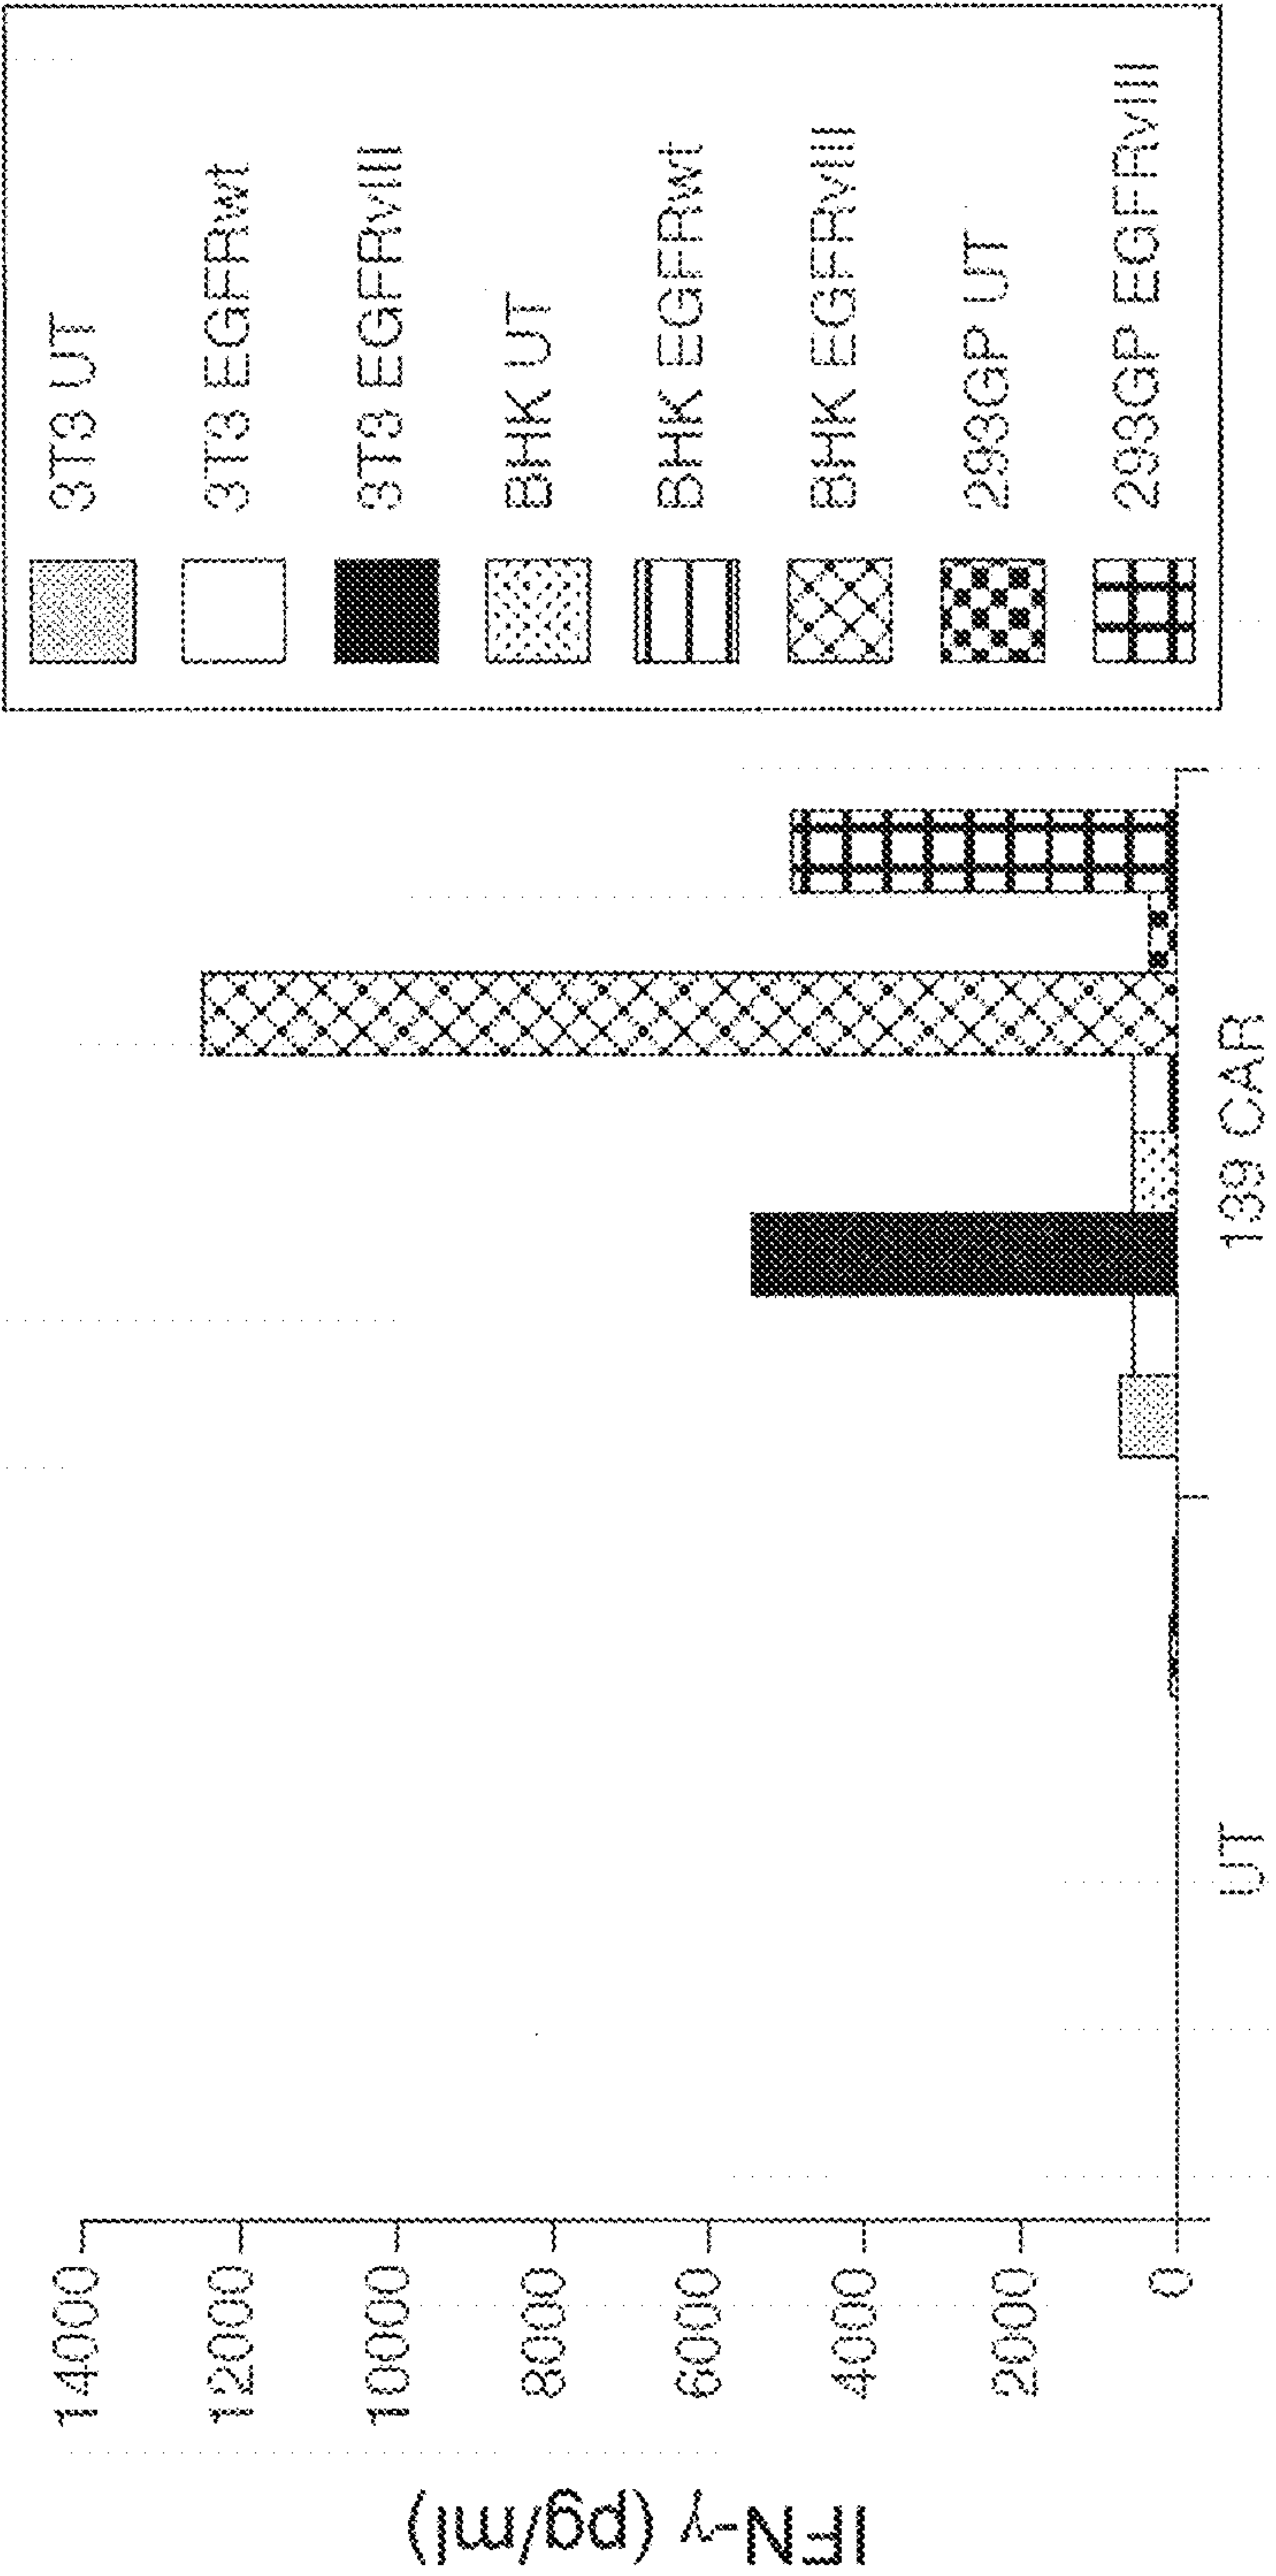 IFN-γ (pg/ml)
14000
12000
10000
8000
6000
4000
2000
0
UT
139 CAR
3T3 UT
3T3 EGFRwt
3T3 EGFRvIII
BHK UT
BHK EGFRwt
BHK EGFRvIII
293GP UT
293GP EGFRvIII